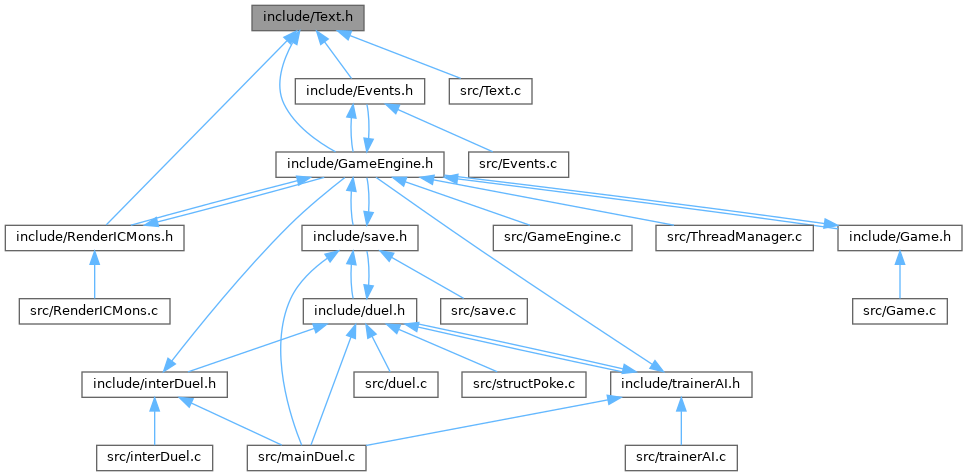 include/Text.h
include/Events.h
src/Text.c
include/GameEngine.h
src/Events.c
include/RenderICMons.h
include/save.h
src/GameEngine.c
src/ThreadManager.c
include/Game.h
src/RenderICMons.c
include/duel.h
src/save.c
src/Game.c
include/interDuel.h
src/duel.c
src/structPoke.c
include/trainerAI.h
src/interDuel.c
src/mainDuel.c
src/trainerAI.c